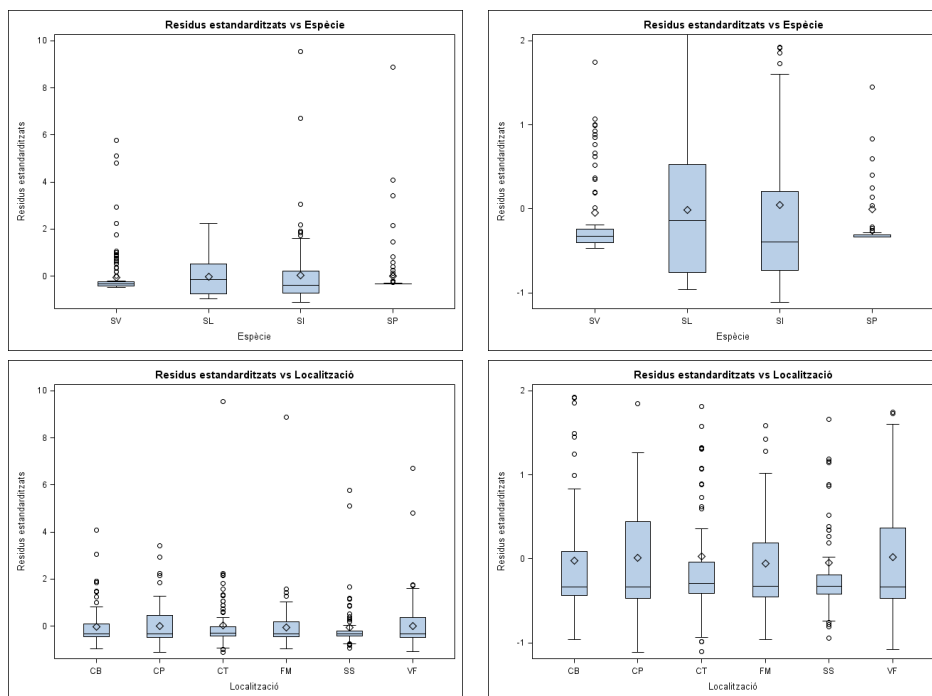 Residus estandarditzats vs Espècie
Residus estandarditzats
10
8
6
4
2
0
SV SL SI SP
Espècie
Residus estandarditzats vs Espècie
Residus estandarditzats
2
1
-0
-1
SV SL SI SP
Espècie
Residus estandarditzats vs Localització
Residus estandarditzats
10
8
6
4
2
0
CB CP CT FM SS VF
Localització
Residus estandarditzats vs Localització
Residus estandarditzats
2
1
-0
-1
CB CP CT FM SS VF
Localització